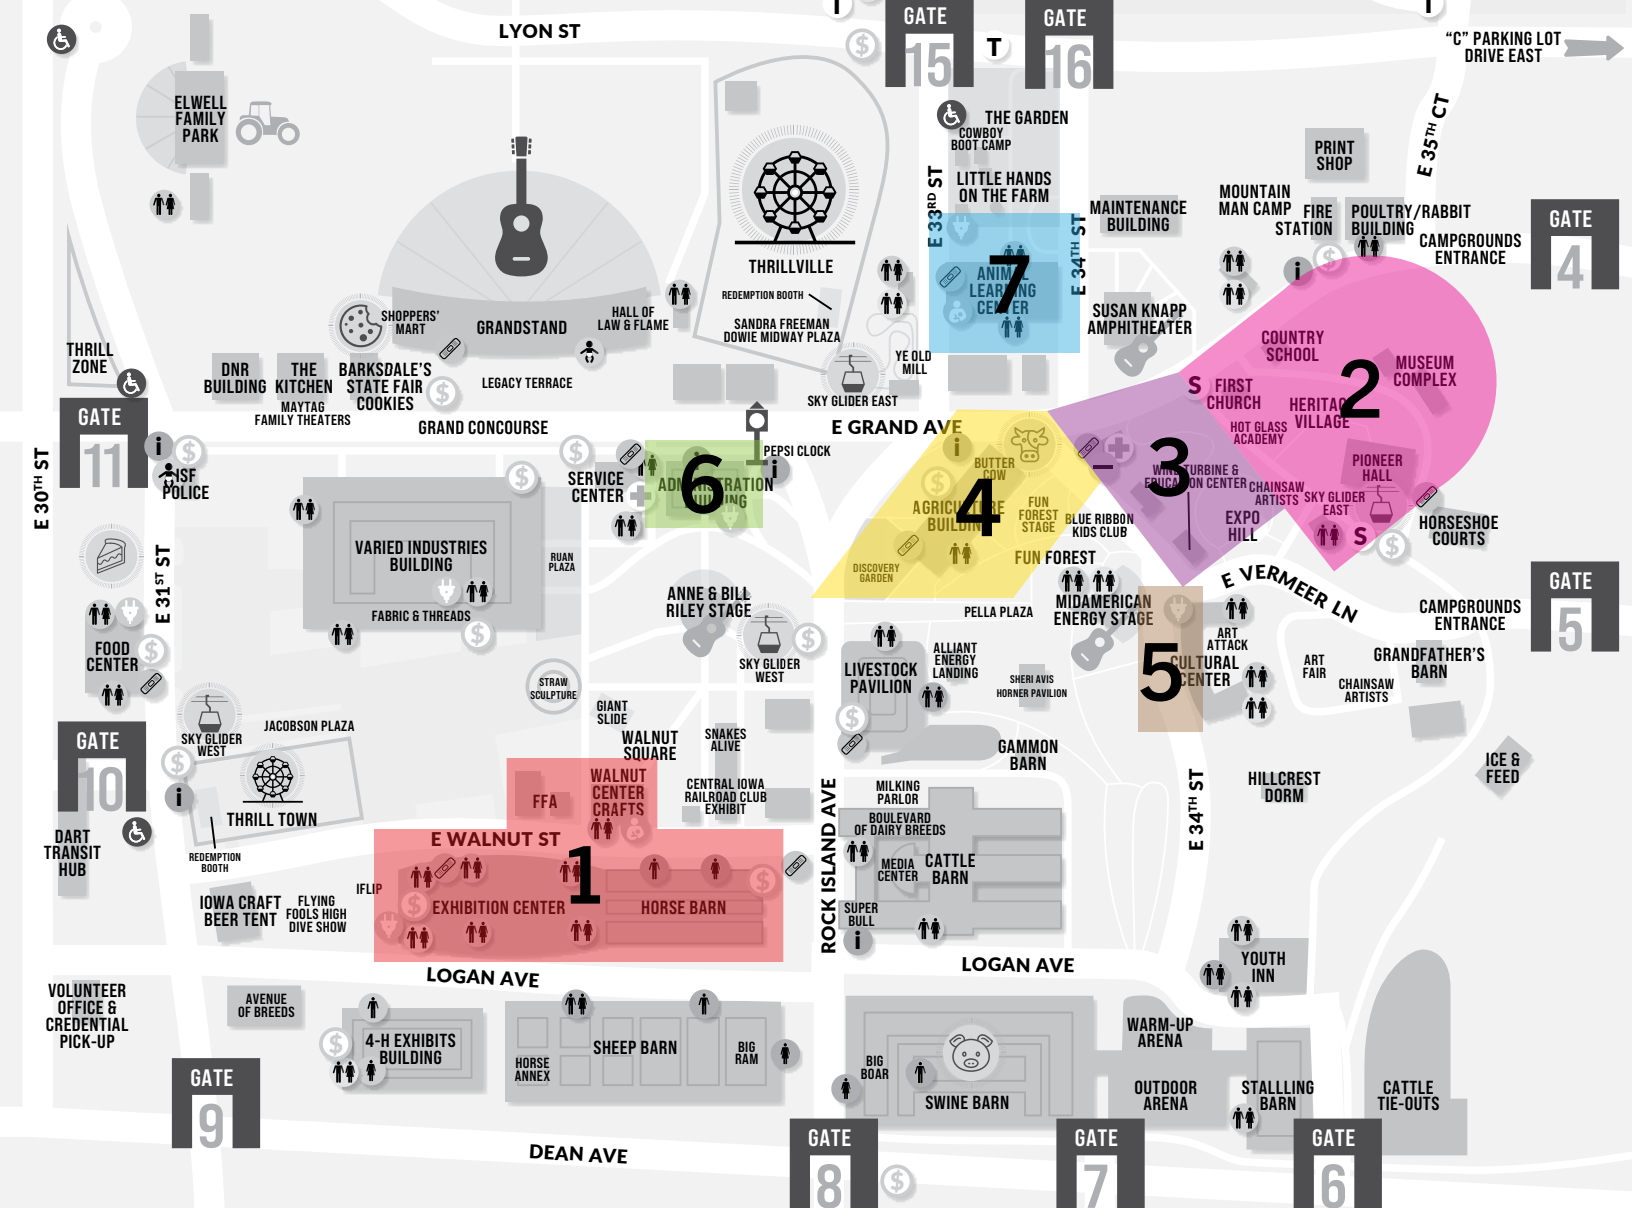 LYON ST
GATE
15
T
GATE
16
"C" PARKING LOT
DRIVE EAST
ELWELL
FAMILY
PARK
THE GARDEN
COWBOY
BOOT CAMP
E 35TH CT
PRINT
SHOP
LITTLE HANDS
ON THE FARM
E 33RD ST
MAINTENANCE
BUILDING
MOUNTAIN
MAN CAMP
FIRE
STATION
POULTRY/RABBIT
BUILDING
CAMPGROUNDS
ENTRANCE
GATE
4
E 34TH ST
THRILLVILLE
REDEMPTION BOOTH
SANDRA FREEMAN
DOWIE MIDWAY PLAZA
7
ANIMAL
LEARNING
CENTER
SUSAN KNAPP
AMPHITHEATER
SHOPPERS'
MART
GRANDSTAND
HALL OF
LAW & FLAME
THRILL
ZONE
DNR
BUILDING
THE
KITCHEN
MAYTAG
FAMILY THEATERS
BARKSDALE'S
STATE FAIR
COOKIES
LEGACY TERRACE
YE OLD
MILL
SKY GLIDER EAST
COUNTRY
SCHOOL
MUSEUM
COMPLEX
2
S
FIRST
CHURCH
HERITAGE
VILLAGE
HOT GLASS
ACADEMY
GATE
11
E 30TH ST
GRAND CONCOURSE
E GRAND AVE
PEPSI CLOCK
ISF
POLICE
SERVICE
CENTER
6
ADMINISTRATION
BUILDING
BUTTER
COW
4
AGRICULTURE
BUILDING
FUN
FOREST
STAGE
BLUE RIBBON
KIDS CLUB
3
WIND TURBINE &
EDUCATION CENTER
CHAINSAW
ARTISTS
EXPO
HILL
PIONEER
HALL
SKY GLIDER
EAST
S
HORSESHOE
COURTS
VARIED INDUSTRIES
BUILDING
FABRIC & THREADS
RUAN
PLAZA
DISCOVERY
GARDEN
FUN FOREST
E VERMEER LN
GATE
5
CAMPGROUNDS
ENTRANCE
E 31ST ST
FOOD
CENTER
ANNE & BILL
RILEY STAGE
SKY GLIDER
WEST
PELLA PLAZA
MIDAMERICAN
ENERGY STAGE
5
CULTURAL
CENTER
ART
ATTACK
ART
FAIR
CHAINSAW
ARTISTS
GRANDFATHER'S
BARN
LIVESTOCK
PAVILION
ALLIANT
ENERGY
LANDING
SHERI AVIS
HORNER PAVILION
STRAW
SCULPTURE
GIANT
SLIDE
WALNUT
SQUARE
SNAKES
ALIVE
GAMMON
BARN
SKY GLIDER
WEST
JACOBSON PLAZA
GATE
10
DART
TRANSIT
HUB
THRILL TOWN
REDEMPTION
BOOTH
FFA
WALNUT
CENTER
CRAFTS
CENTRAL IOWA
RAILROAD CLUB
EXHIBIT
E WALNUT ST
ROCK ISLAND AVE
MILKING
PARLOR
BOULEVARD
OF DAIRY BREEDS
MEDIA
CENTER
CATTLE
BARN
SUPER
BULL
E 34TH ST
HILLCREST
DORM
ICE &
FEED
IOWA CRAFT
BEER TENT
FLYING
FOOLS HIGH
DIVE SHOW
IFLIP
1
EXHIBITION CENTER
HORSE BARN
LOGAN AVE
LOGAN AVE
YOUTH
INN
VOLUNTEER
OFFICE &
CREDENTIAL
PICK-UP
AVENUE
OF BREEDS
4-H EXHIBITS
BUILDING
HORSE
ANNEX
SHEEP BARN
BIG
RAM
BIG
BOAR
SWINE BARN
WARM-UP
ARENA
OUTDOOR
ARENA
STALLLING
BARN
CATTLE
TIE-OUTS
GATE
9
DEAN AVE
GATE
8
GATE
7
GATE
6